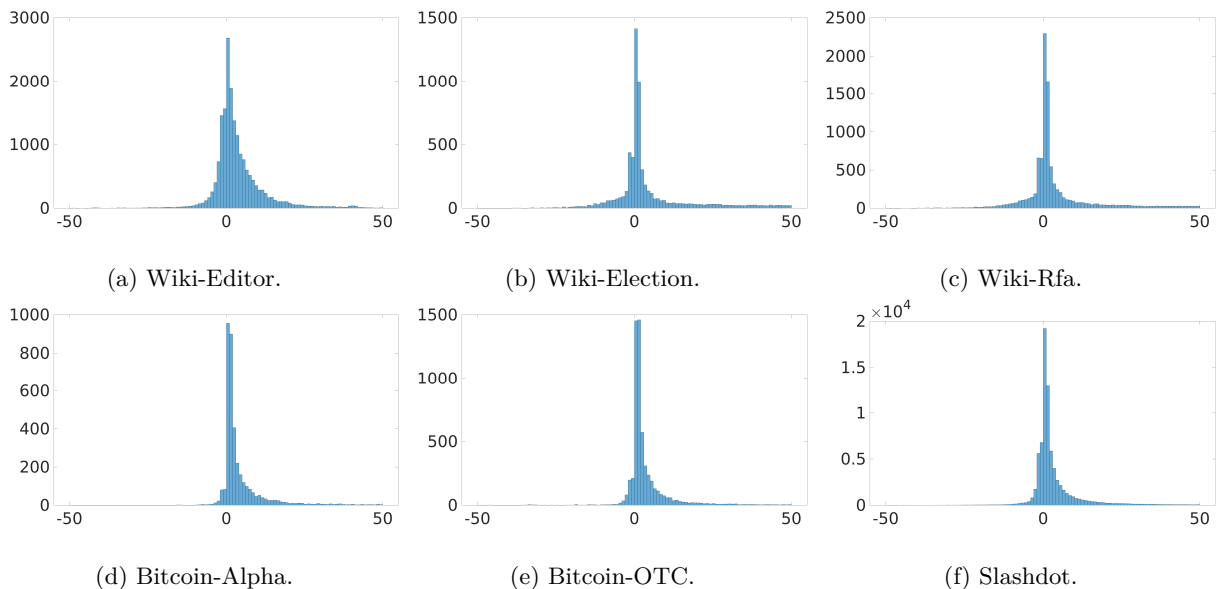 3000
2000
1000
0
-50 0 50
(a) Wiki-Editor.
1500
1000
500
0
-50 0 50
(b) Wiki-Election.
2500
2000
1500
1000
500
0
-50 0 50
(c) Wiki-Rfa.
1000
800
600
400
200
0
-50 0 50
(d) Bitcoin-Alpha.
1500
1000
500
0
-50 0 50
(e) Bitcoin-OTC.
×10⁴
2
1.5
1
0.5
0
-50 0 50
(f) Slashdot.